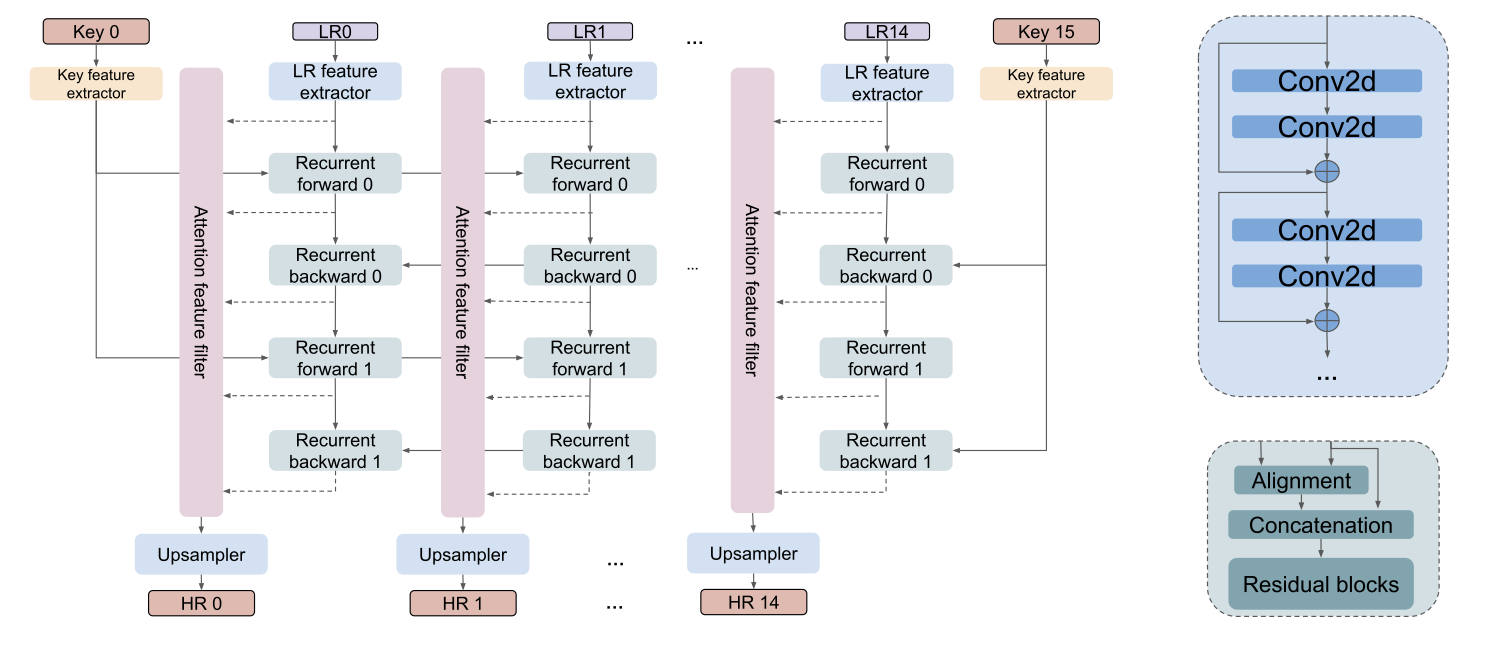 Key 0
LR0
LR1
...
LR14
Key 15
Key feature
extractor
LR feature
extractor
LR feature
extractor
LR feature
extractor
Key feature
extractor
Attention feature filter
Attention feature filter
Attention feature filter
Recurrent
forward 0
Recurrent
forward 0
Recurrent
forward 0
Recurrent
backward 0
Recurrent
backward 0
...
Recurrent
backward 0
Recurrent
forward 1
Recurrent
forward 1
Recurrent
forward 1
Recurrent
backward 1
Recurrent
backward 1
Recurrent
backward 1
Upsampler
Upsampler
...
Upsampler
HR 0
HR 1
...
HR 14
Conv2d
Conv2d
Conv2d
Conv2d
...
Alignment
Concatenation
Residual blocks